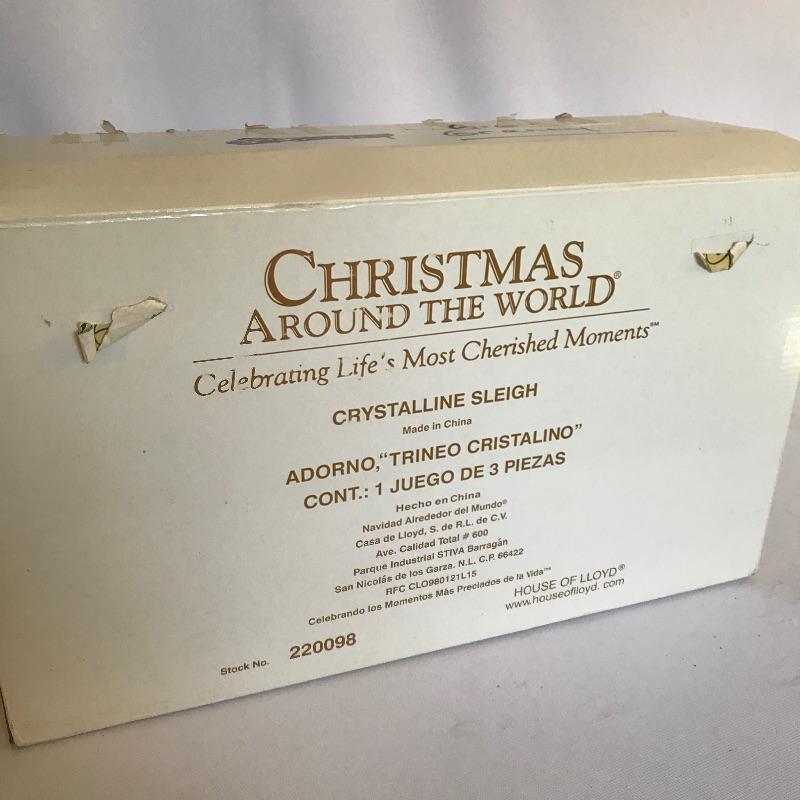 CHRISTMAS
AROUND THE WORLD®
Celebrating Life's Most Cherished Moments℠
CRYSTALLINE SLEIGH
Made in China
ADORNO,“TRINEO CRISTALINO”
CONT.: 1 JUEGO DE 3 PIEZAS
Hecho en China
Navidad Alrededor del Mundo®
Casa de Lloyd, S. de R.L. de C.V.
Ave. Calidad Total # 600
Parque Industrial STIVA Barragán
San Nicolás de los Garza. N.L. C.P. 66422
RFC CLO980121L15
Celebrando los Momentos Más Preciados de la Vida™
HOUSE OF LLOYD®
www.houseoflloyd. com
Stock No. 220098